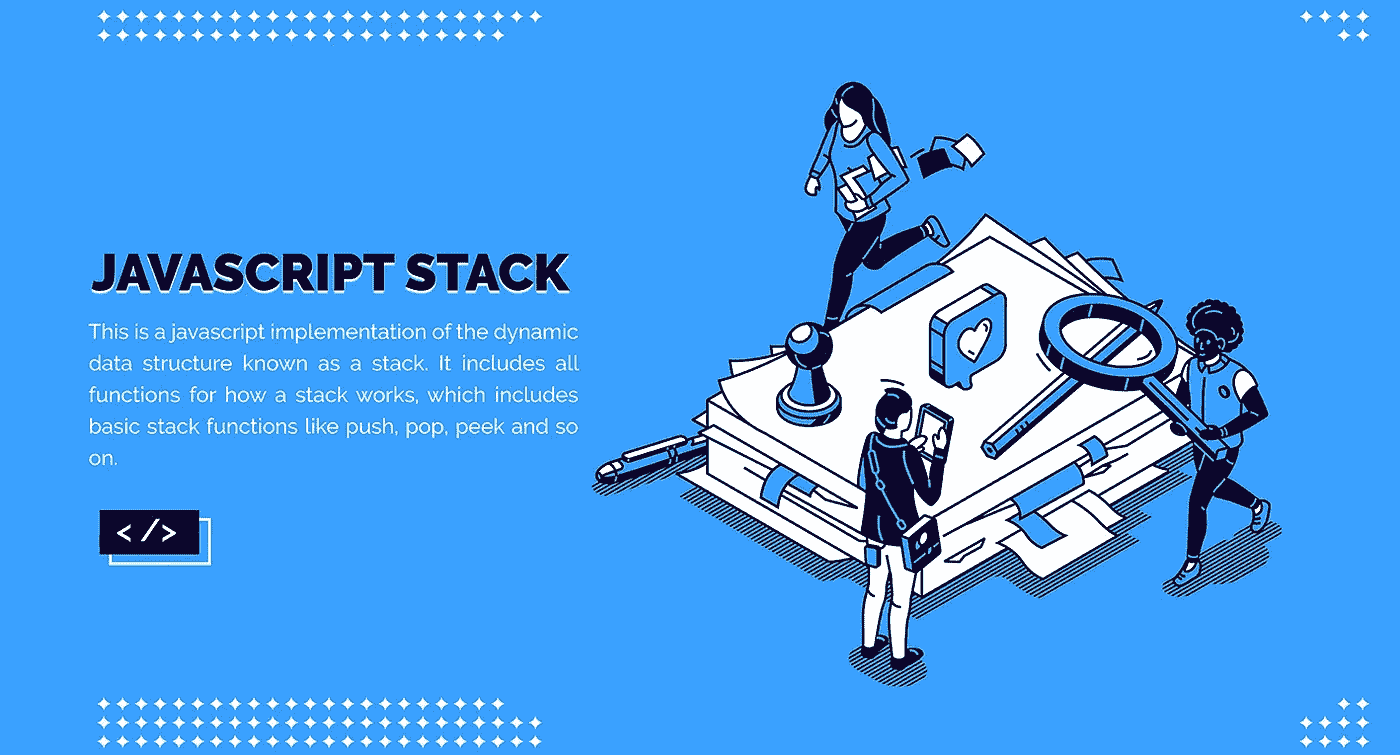 JAVASCRIPT STACK
This is a javascript implementation of the dynamic
data structure known as a stack. It includes all
functions for how a stack works, which includes
basic stack functions like push, pop, peek and so
on.
</>